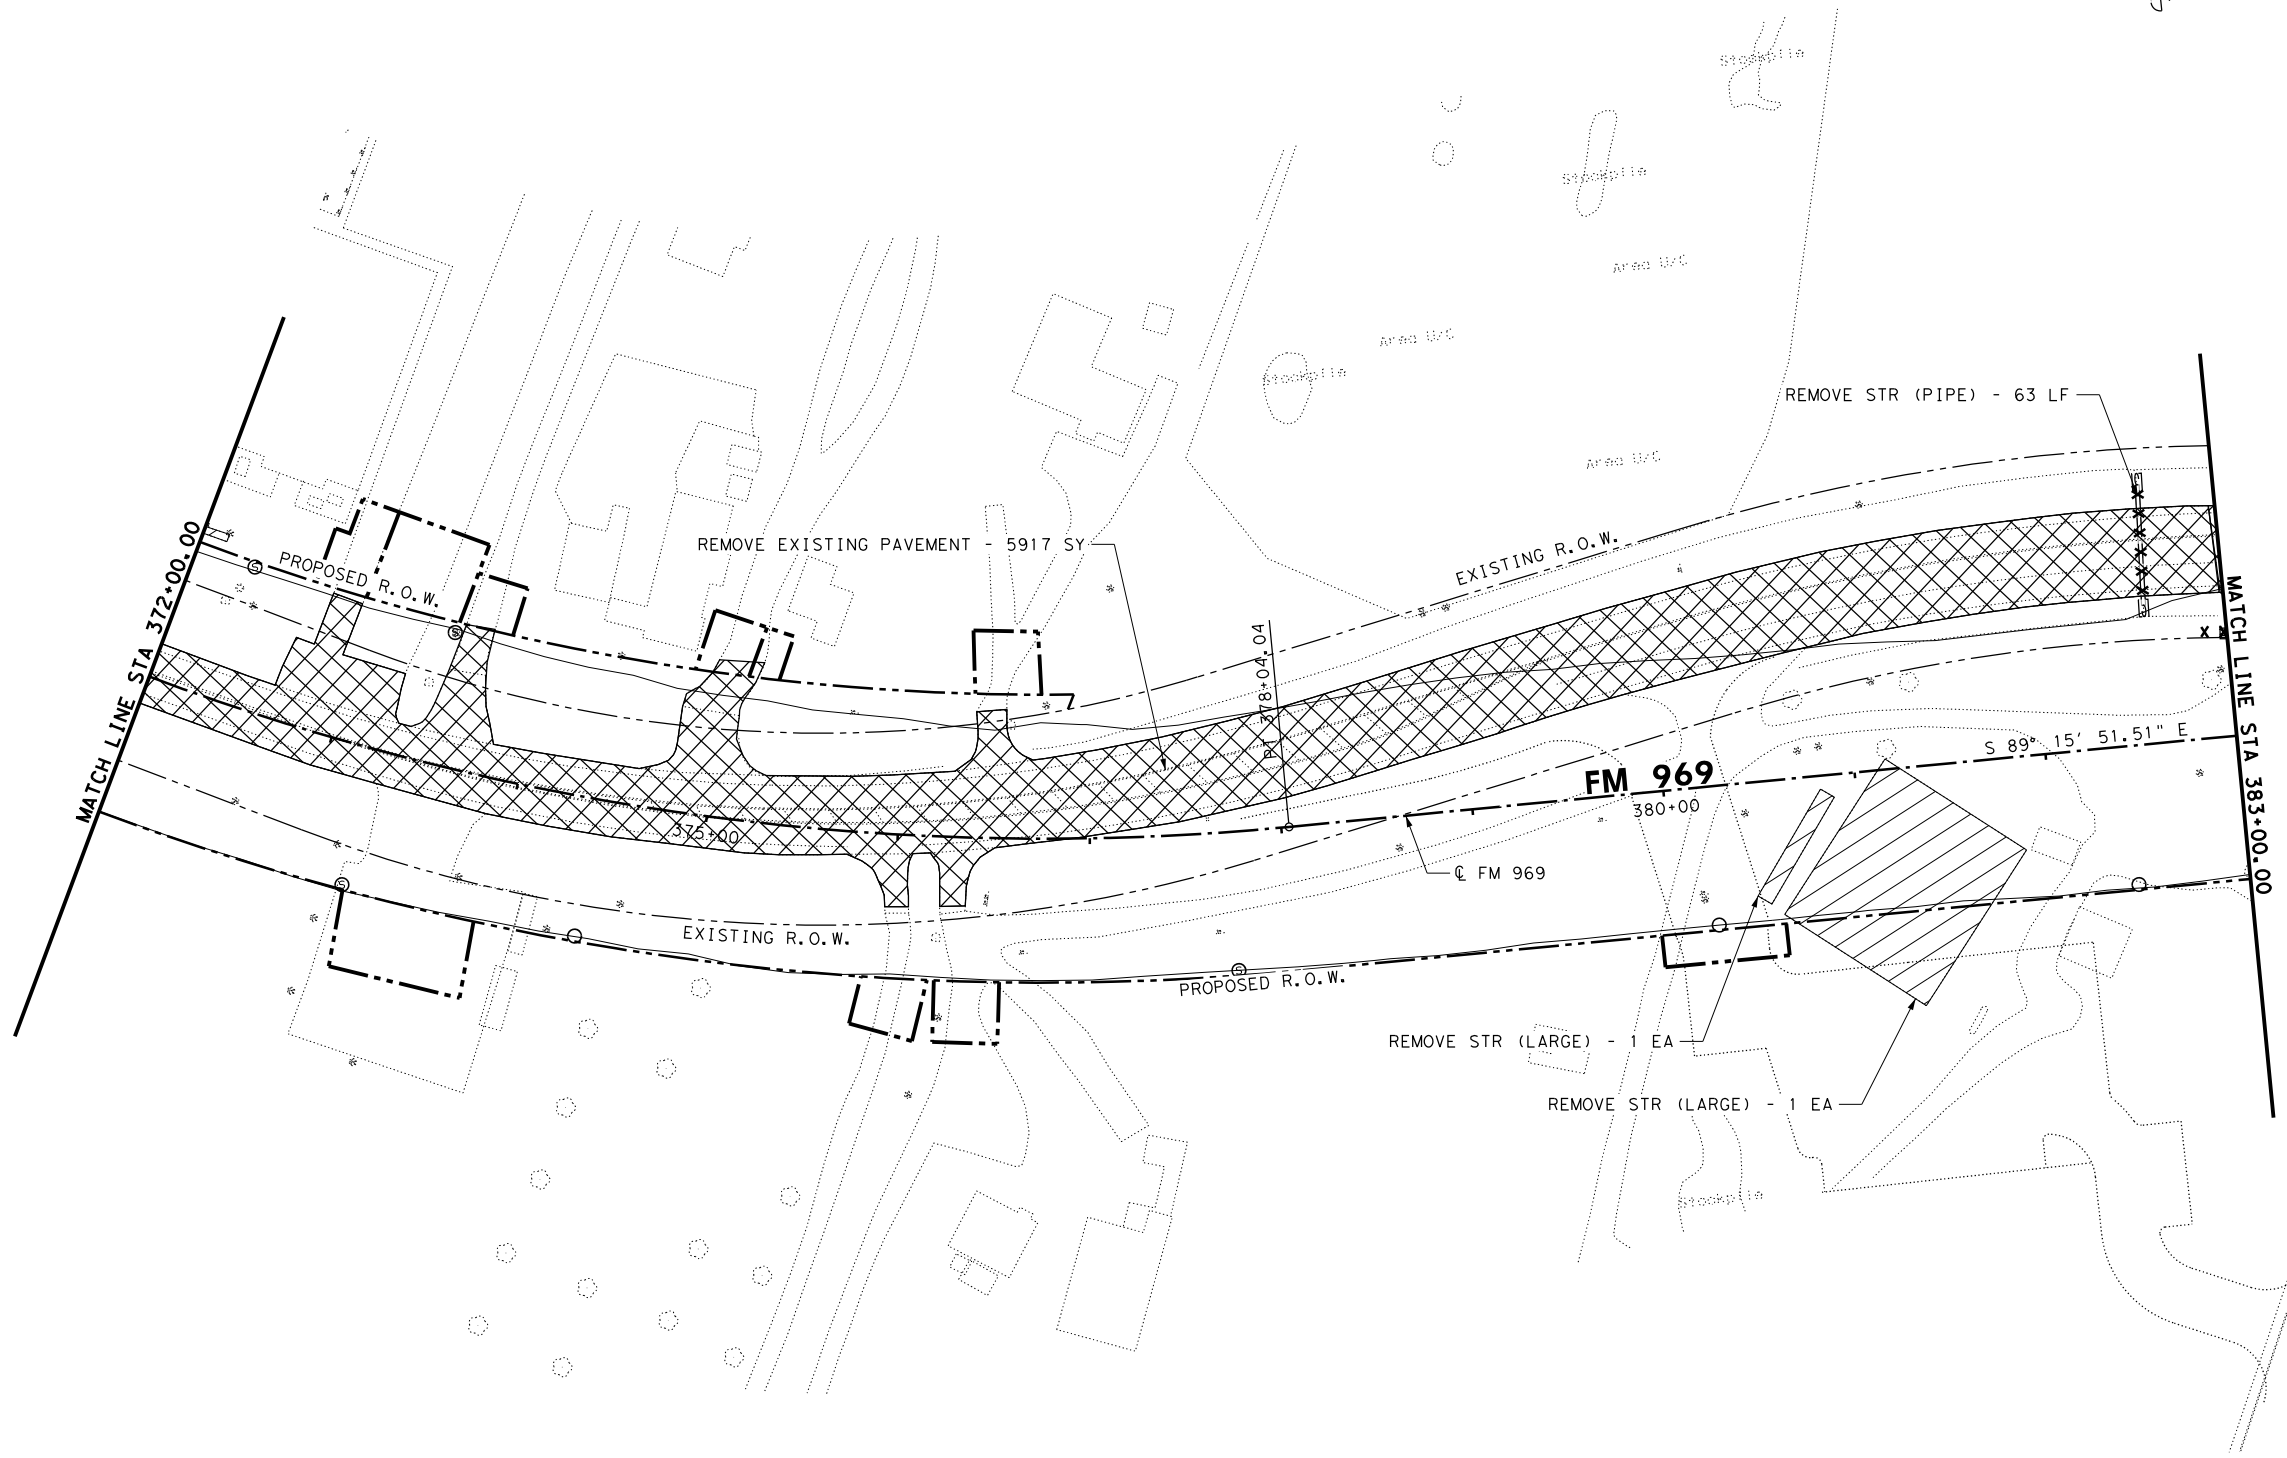 Stockpile
Stockpile
Area U/C
Area U/C
Stockpile
REMOVE STR (PIPE) - 63 LF
Area U/C
MATCH LINE STA 372+00.00
PROPOSED R.O.W.
REMOVE EXISTING PAVEMENT - 5917 SY
EXISTING R.O.W.
PI 378+04.04
MATCH LINE STA 383+00.00
S 89° 15' 51.51" E
FM 969
380+00
375+00
℄ FM 969
EXISTING R.O.W.
PROPOSED R.O.W.
REMOVE STR (LARGE) - 1 EA
REMOVE STR (LARGE) - 1 EA
Stockpile